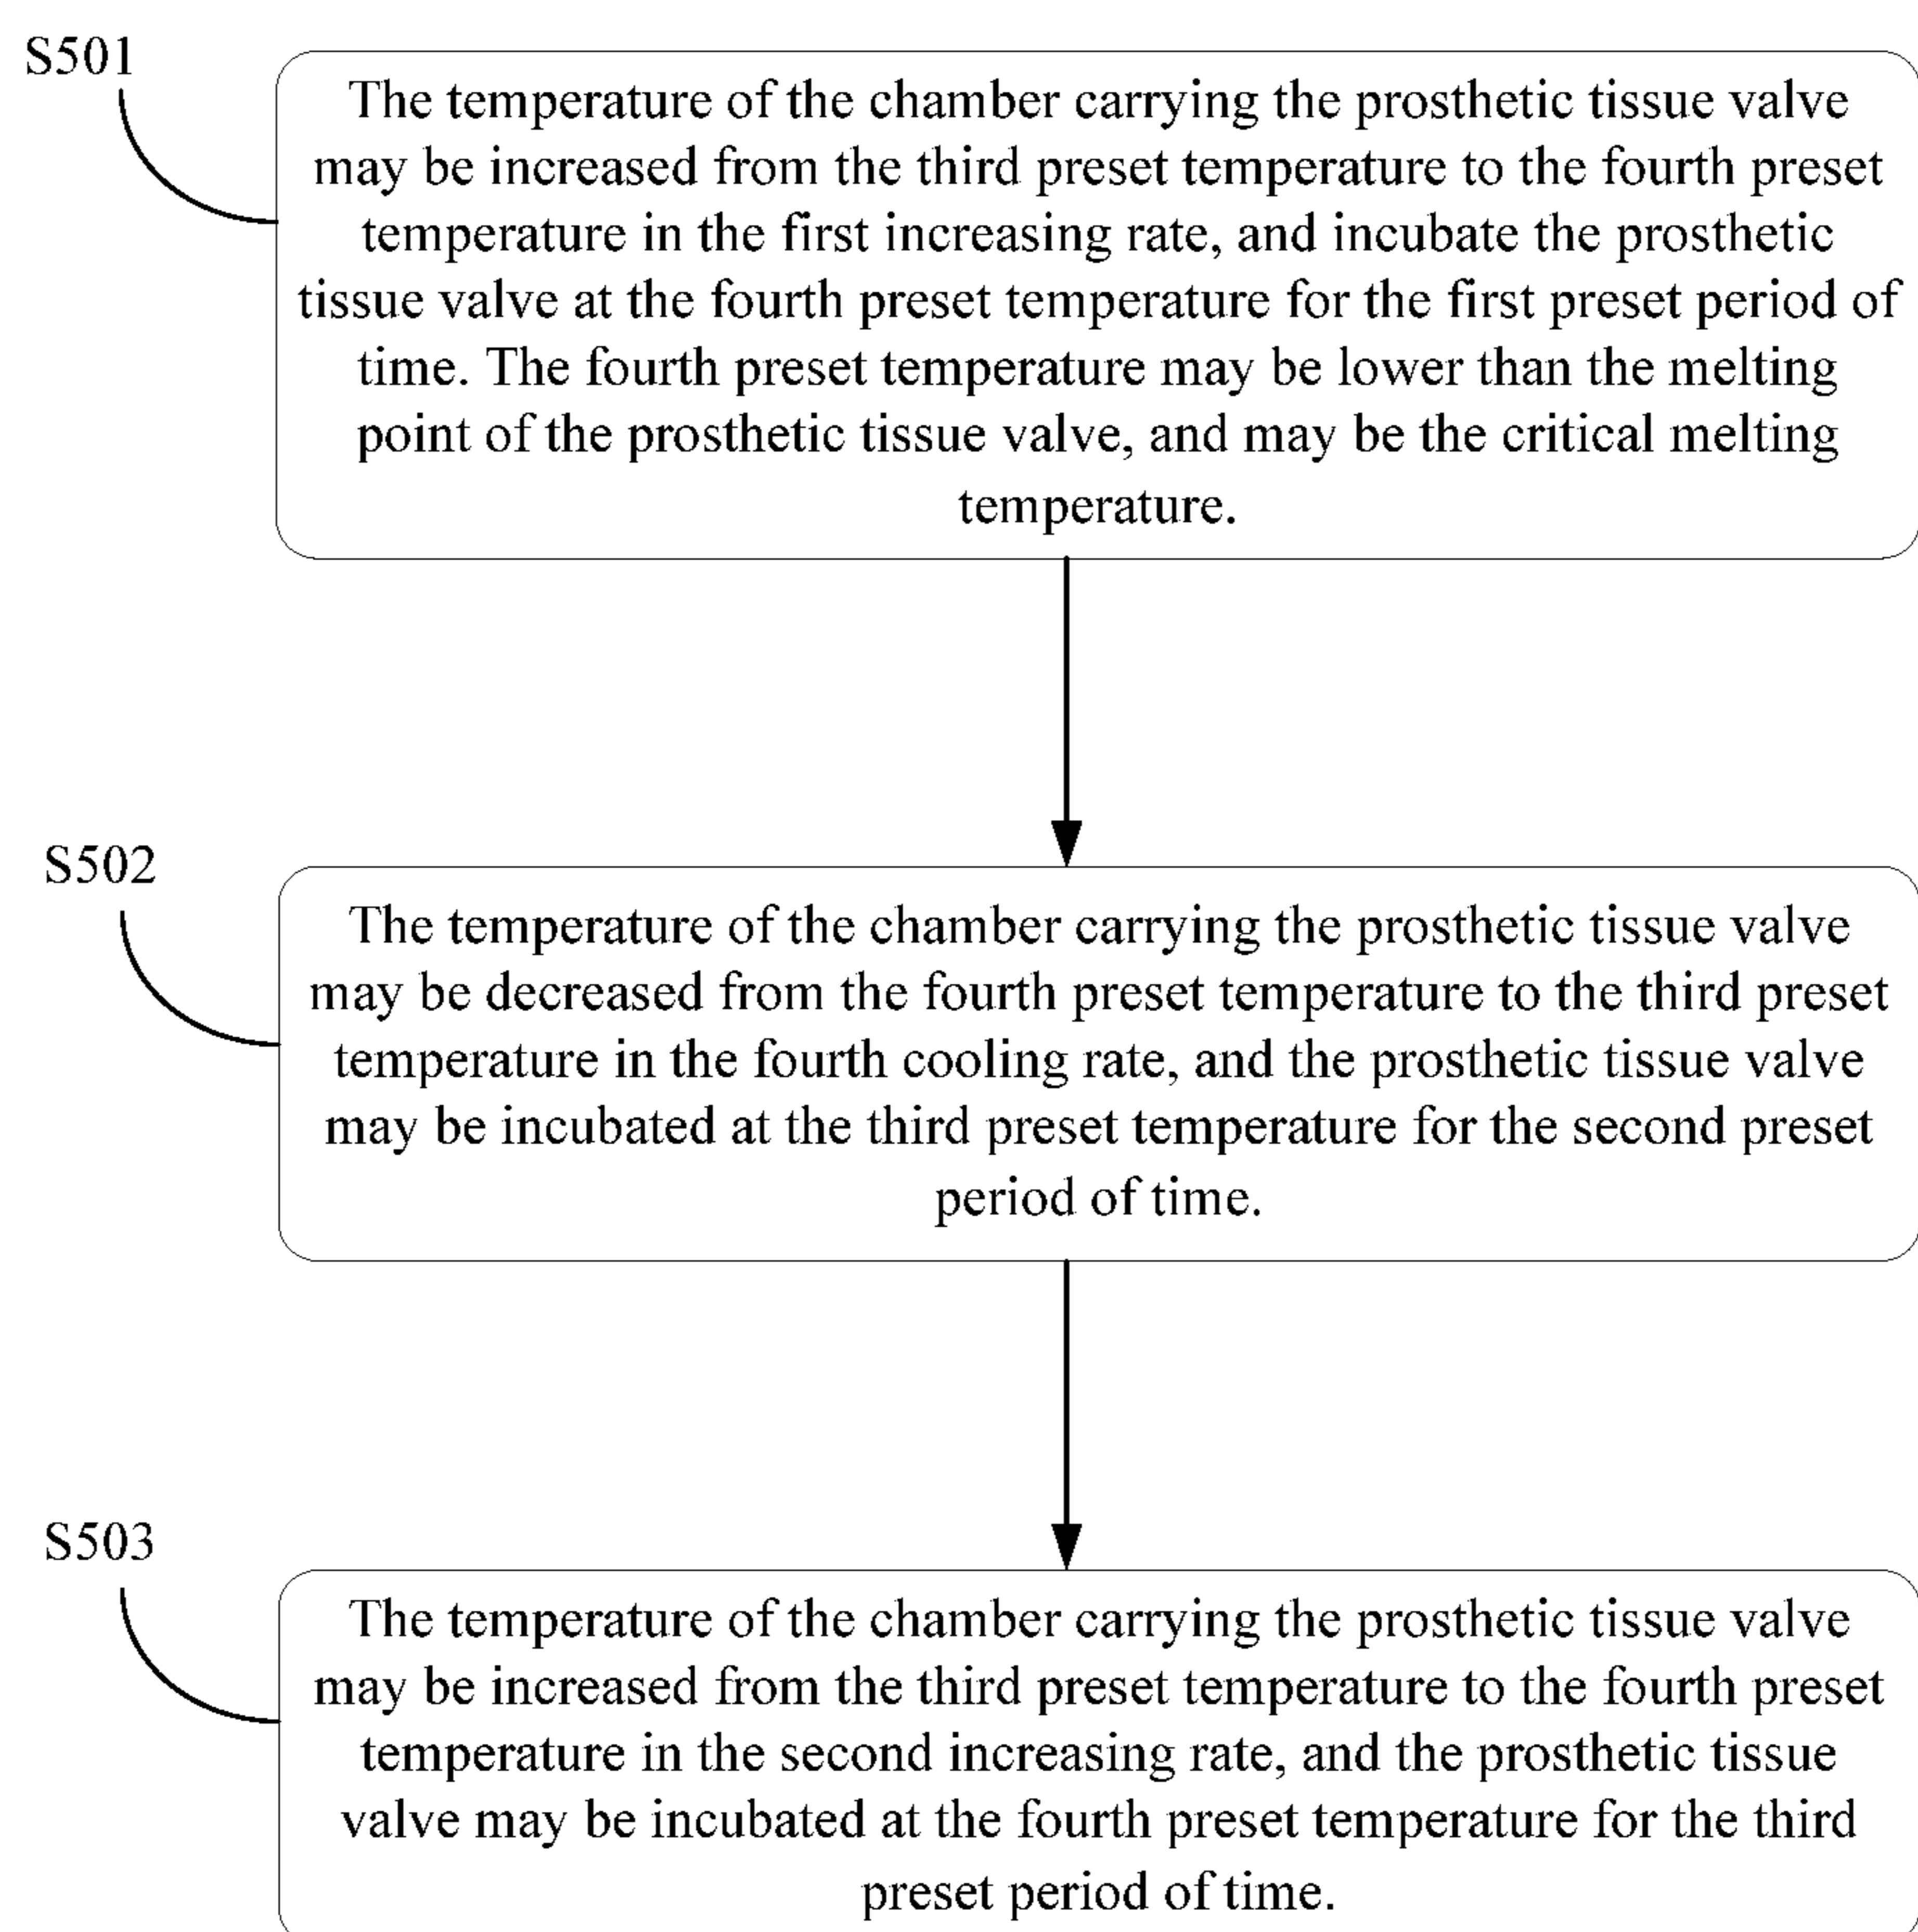 S501
The temperature of the chamber carrying the prosthetic tissue valve
may be increased from the third preset temperature to the fourth preset
temperature in the first increasing rate, and incubate the prosthetic
tissue valve at the fourth preset temperature for the first preset period of
time. The fourth preset temperature may be lower than the melting
point of the prosthetic tissue valve, and may be the critical melting
temperature.
S502
The temperature of the chamber carrying the prosthetic tissue valve
may be decreased from the fourth preset temperature to the third preset
temperature in the fourth cooling rate, and the prosthetic tissue valve
may be incubated at the third preset temperature for the second preset
period of time.
S503
The temperature of the chamber carrying the prosthetic tissue valve
may be increased from the third preset temperature to the fourth preset
temperature in the second increasing rate, and the prosthetic tissue
valve may be incubated at the fourth preset temperature for the third
preset period of time.